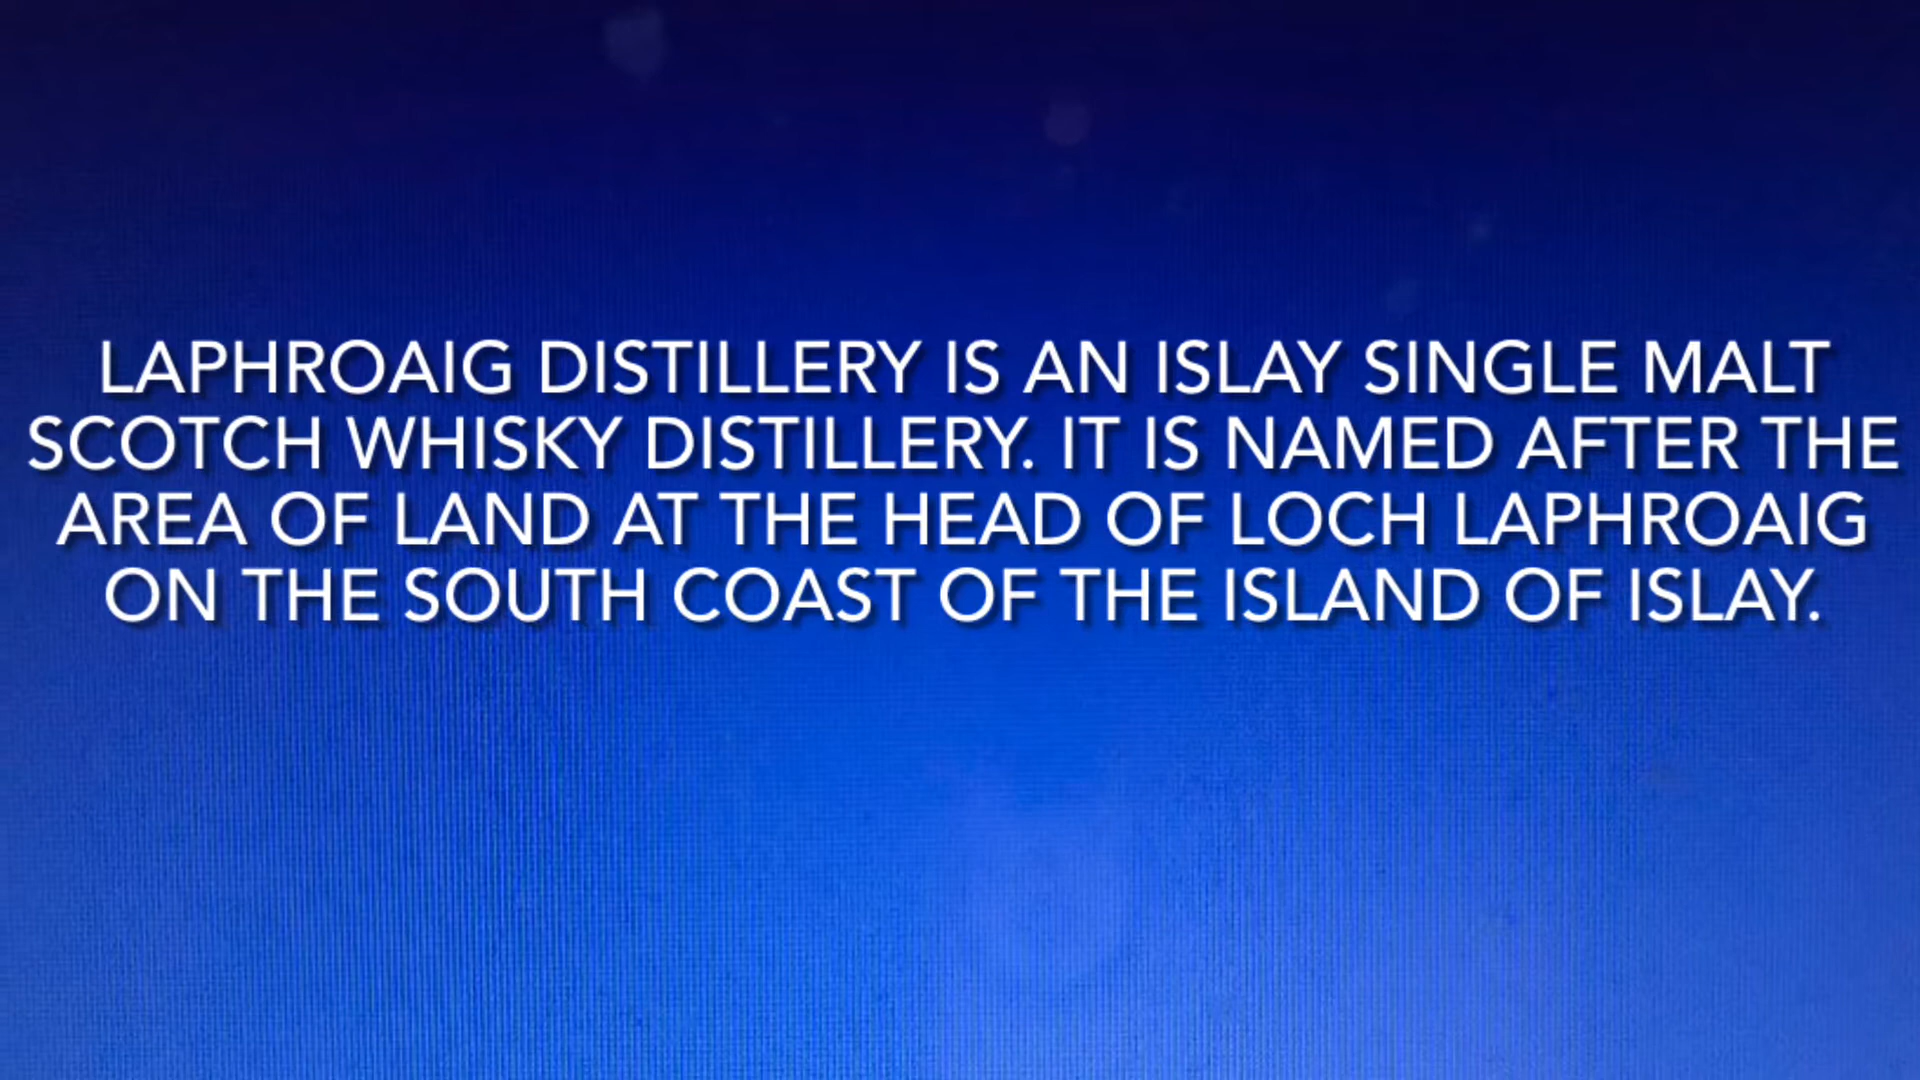 LAPHROAIG DISTILLERY IS AN ISLAY SINGLE MALT
SCOTCH WHISKY DISTILLERY. IT IS NAMED AFTER THE
AREA OF LAND AT THE HEAD OF LOCH LAPHROAIG
ON THE SOUTH COAST OF THE ISLAND OF ISLAY.